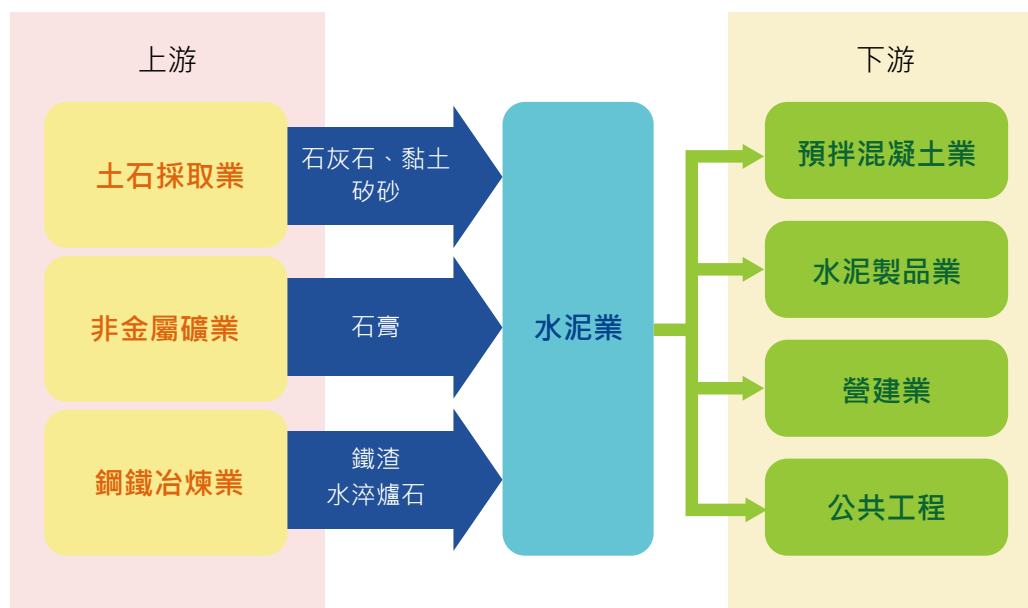 上游
土石採取業
石灰石、黏土
矽砂
非金屬礦業
石膏
鋼鐵冶煉業
鐵渣
水淬爐石
水泥業
下游
預拌混凝土業
水泥製品業
營建業
公共工程